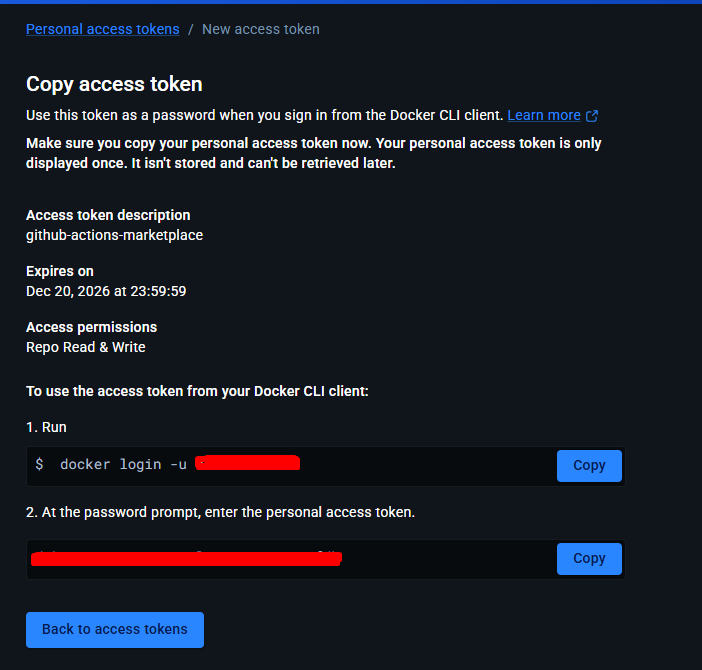 Personal access tokens / New access token
Copy access token
Use this token as a password when you sign in from the Docker CLI client. Learn more
Make sure you copy your personal access token now. Your personal access token is only
displayed once. It isn't stored and can't be retrieved later.
Access token description
github-actions-marketplace
Expires on
Dec 20, 2026 at 23:59:59
Access permissions
Repo Read & Write
To use the access token from your Docker CLI client:
1. Run
$ docker login -u
Copy
2. At the password prompt, enter the personal access token.
Copy
Back to access tokens